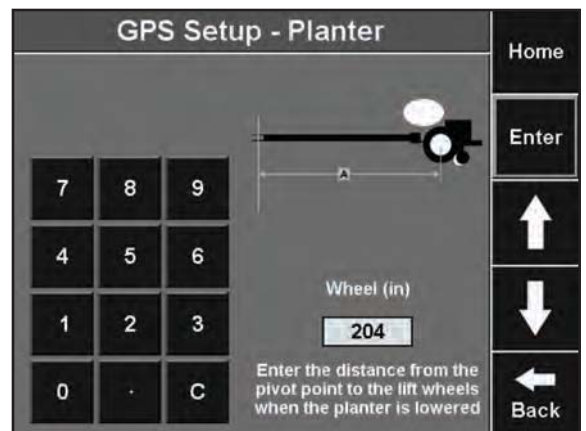 GPS Setup - Planter
Home
Enter
A
7 8 9
4 5 6
1 2 3
0 . C
Wheel (in)
204
Enter the distance from the
pivot point to the lift wheels
when the planter is lowered
Back